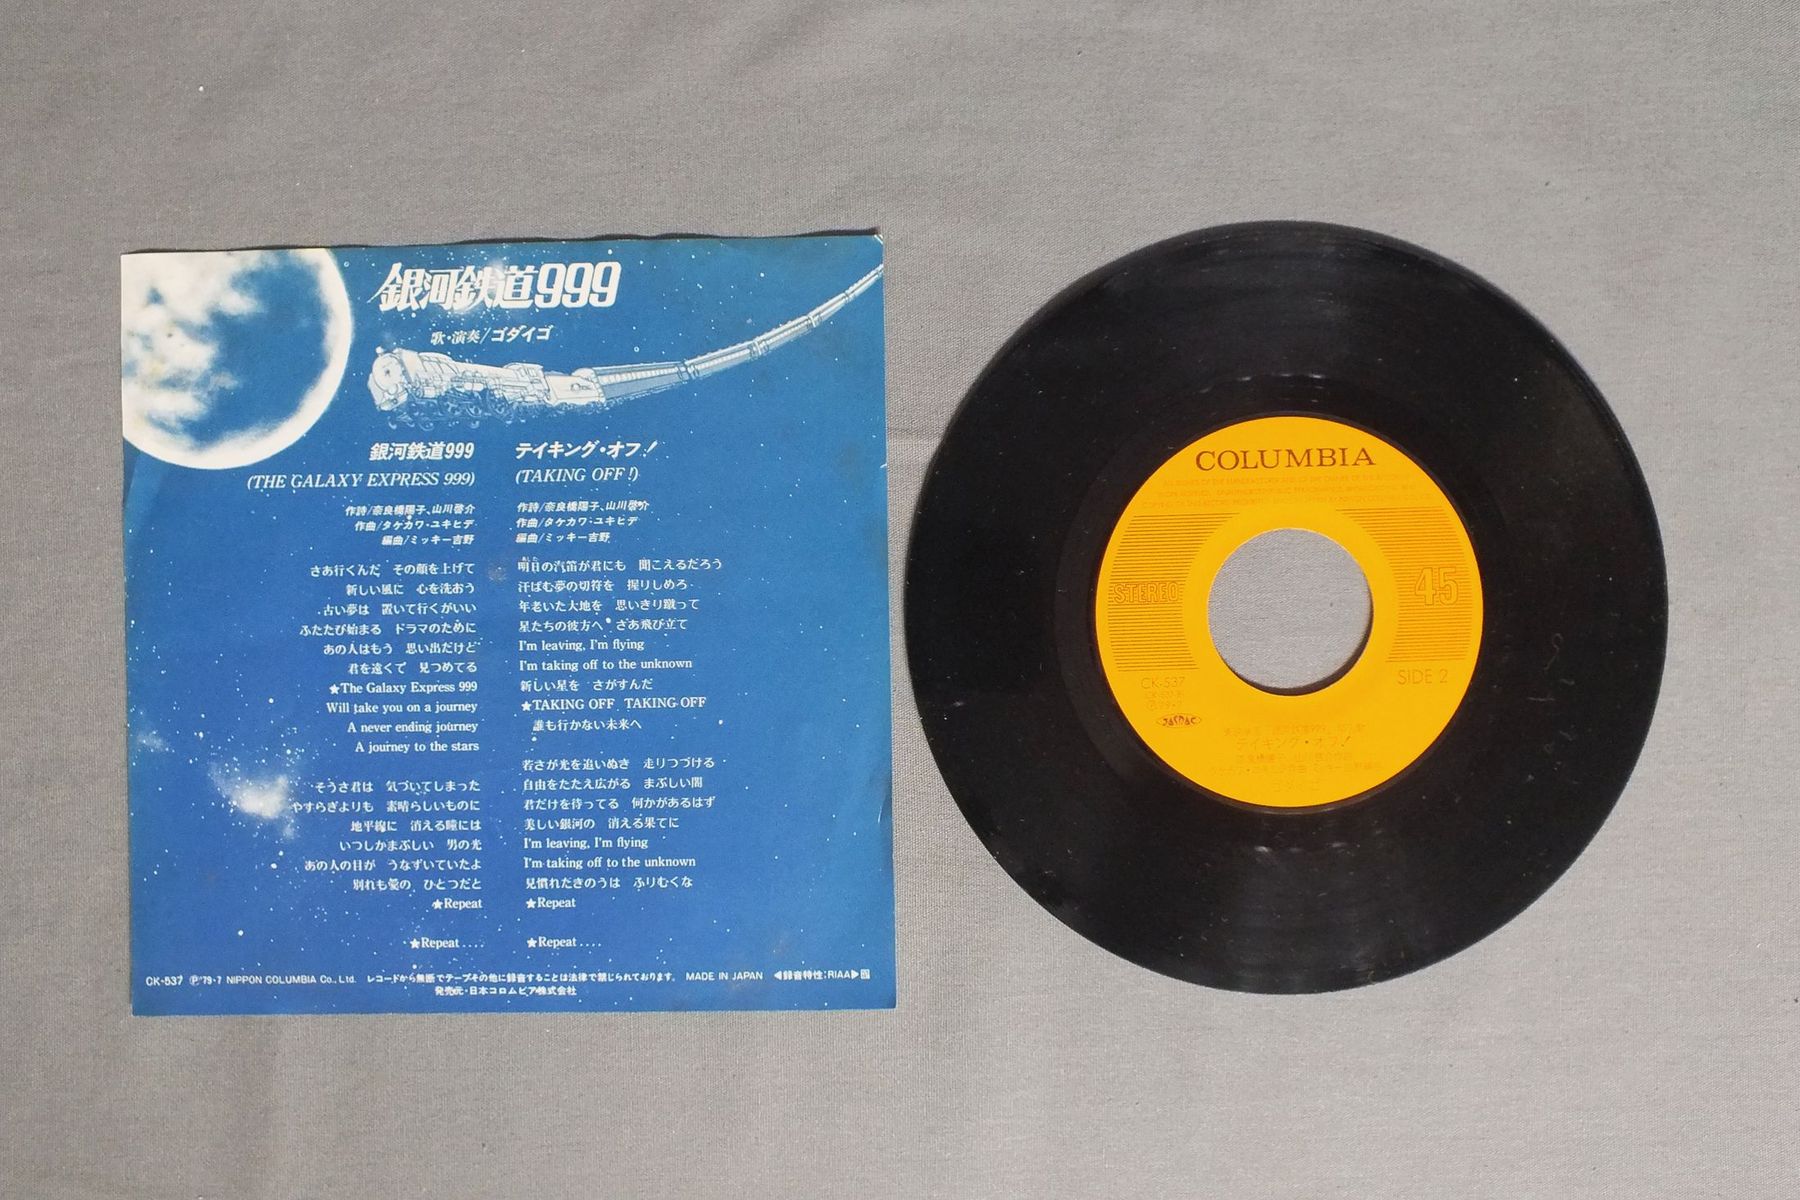 銀河鉄道999
歌・演奏/ゴダイゴ
銀河鉄道999
(THE GALAXY EXPRESS 999)
作詩/奈良橋陽子、山川啓介
作曲/タケカワ・ユキヒデ
編曲/ミッキー吉野
さあ行くんだ その顔を上げて
新しい風に 心を洗おう
古い夢は 置いて行くがいい
ふたたび始まる ドラマのために
あの人はもう 思い出だけど
君を遠くで 見つめてる
★The Galaxy Express 999
Will take you on a journey
A never ending journey
A journey to the stars
そうさ君は 気づいてしまった
やすらぎよりも 素晴らしいものに
地平線に 消える瞳には
いつしかまぶしい 男の光
あの人の目が うなずいていたよ
別れも愛の ひとつだと
★Repeat
★Repeat....
テイキング・オフ!
(TAKING OFF!)
作詩/奈良橋陽子、山川啓介
作曲/タケカワ・ユキヒデ
編曲/ミッキー吉野
明日の汽笛が君にも 聞こえるだろう
汗ばむ夢の切符を 握りしめろ
年老いた大地を 思いきり蹴って
星たちの彼方へ さあ飛び立て
I'm leaving, I'm flying
I'm taking off to the unknown
新しい星を さがすんだ
★TAKING OFF TAKING OFF
誰も行かない未来へ
若さが光を追いぬき 走りつづける
自由をたたえ広がる まぶしい闇
君だけを待ってる 何かがあるはず
美しい銀河の 消える果てに
I'm leaving, I'm flying
I'm taking off to the unknown
見慣れたきのうは ふりむくな
★Repeat
★Repeat....
CK-537 Ⓟ'79・7 NIPPON COLUMBIA Co., Ltd. レコードから無断でテープその他に録音することは法律で禁じられております。 MADE IN JAPAN ◀録音特性:RIAA▶
発売元・日本コロムビア株式会社
COLUMBIA
STEREO
45
CK-537
SIDE 2
Ⓟ'79・7
JASRAC
テイキング・オフ!
ゴダイゴ